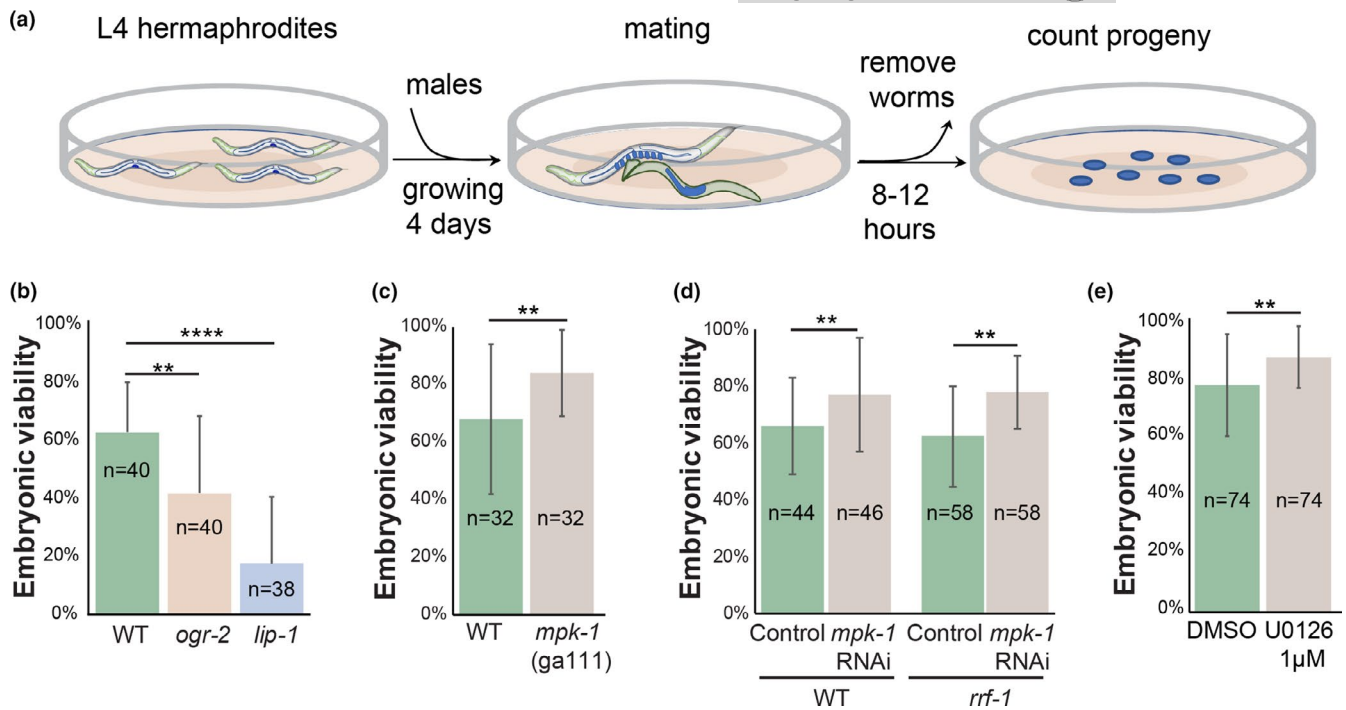 (a)
L4 hermaphrodites
mating
count progeny
males
growing
4 days
remove
worms
8-12
hours
(b)
Embryonic viability
100%
80%
60%
40%
20%
0%
****
**
n=40
n=40
n=38
WT ogr-2 lip-1
(c)
Embryonic viability
100%
80%
60%
40%
20%
0%
**
n=32 n=32
WT mpk-1
(ga111)
(d)
Embryonic viability
100%
80%
60%
40%
20%
0%
** **
n=44 n=46 n=58 n=58
Control mpk-1 Control mpk-1
RNAi RNAi
WT rrf-1
(e)
Embryonic viability
100%
80%
60%
40%
20%
0%
**
n=74 n=74
DMSO U0126
1µM